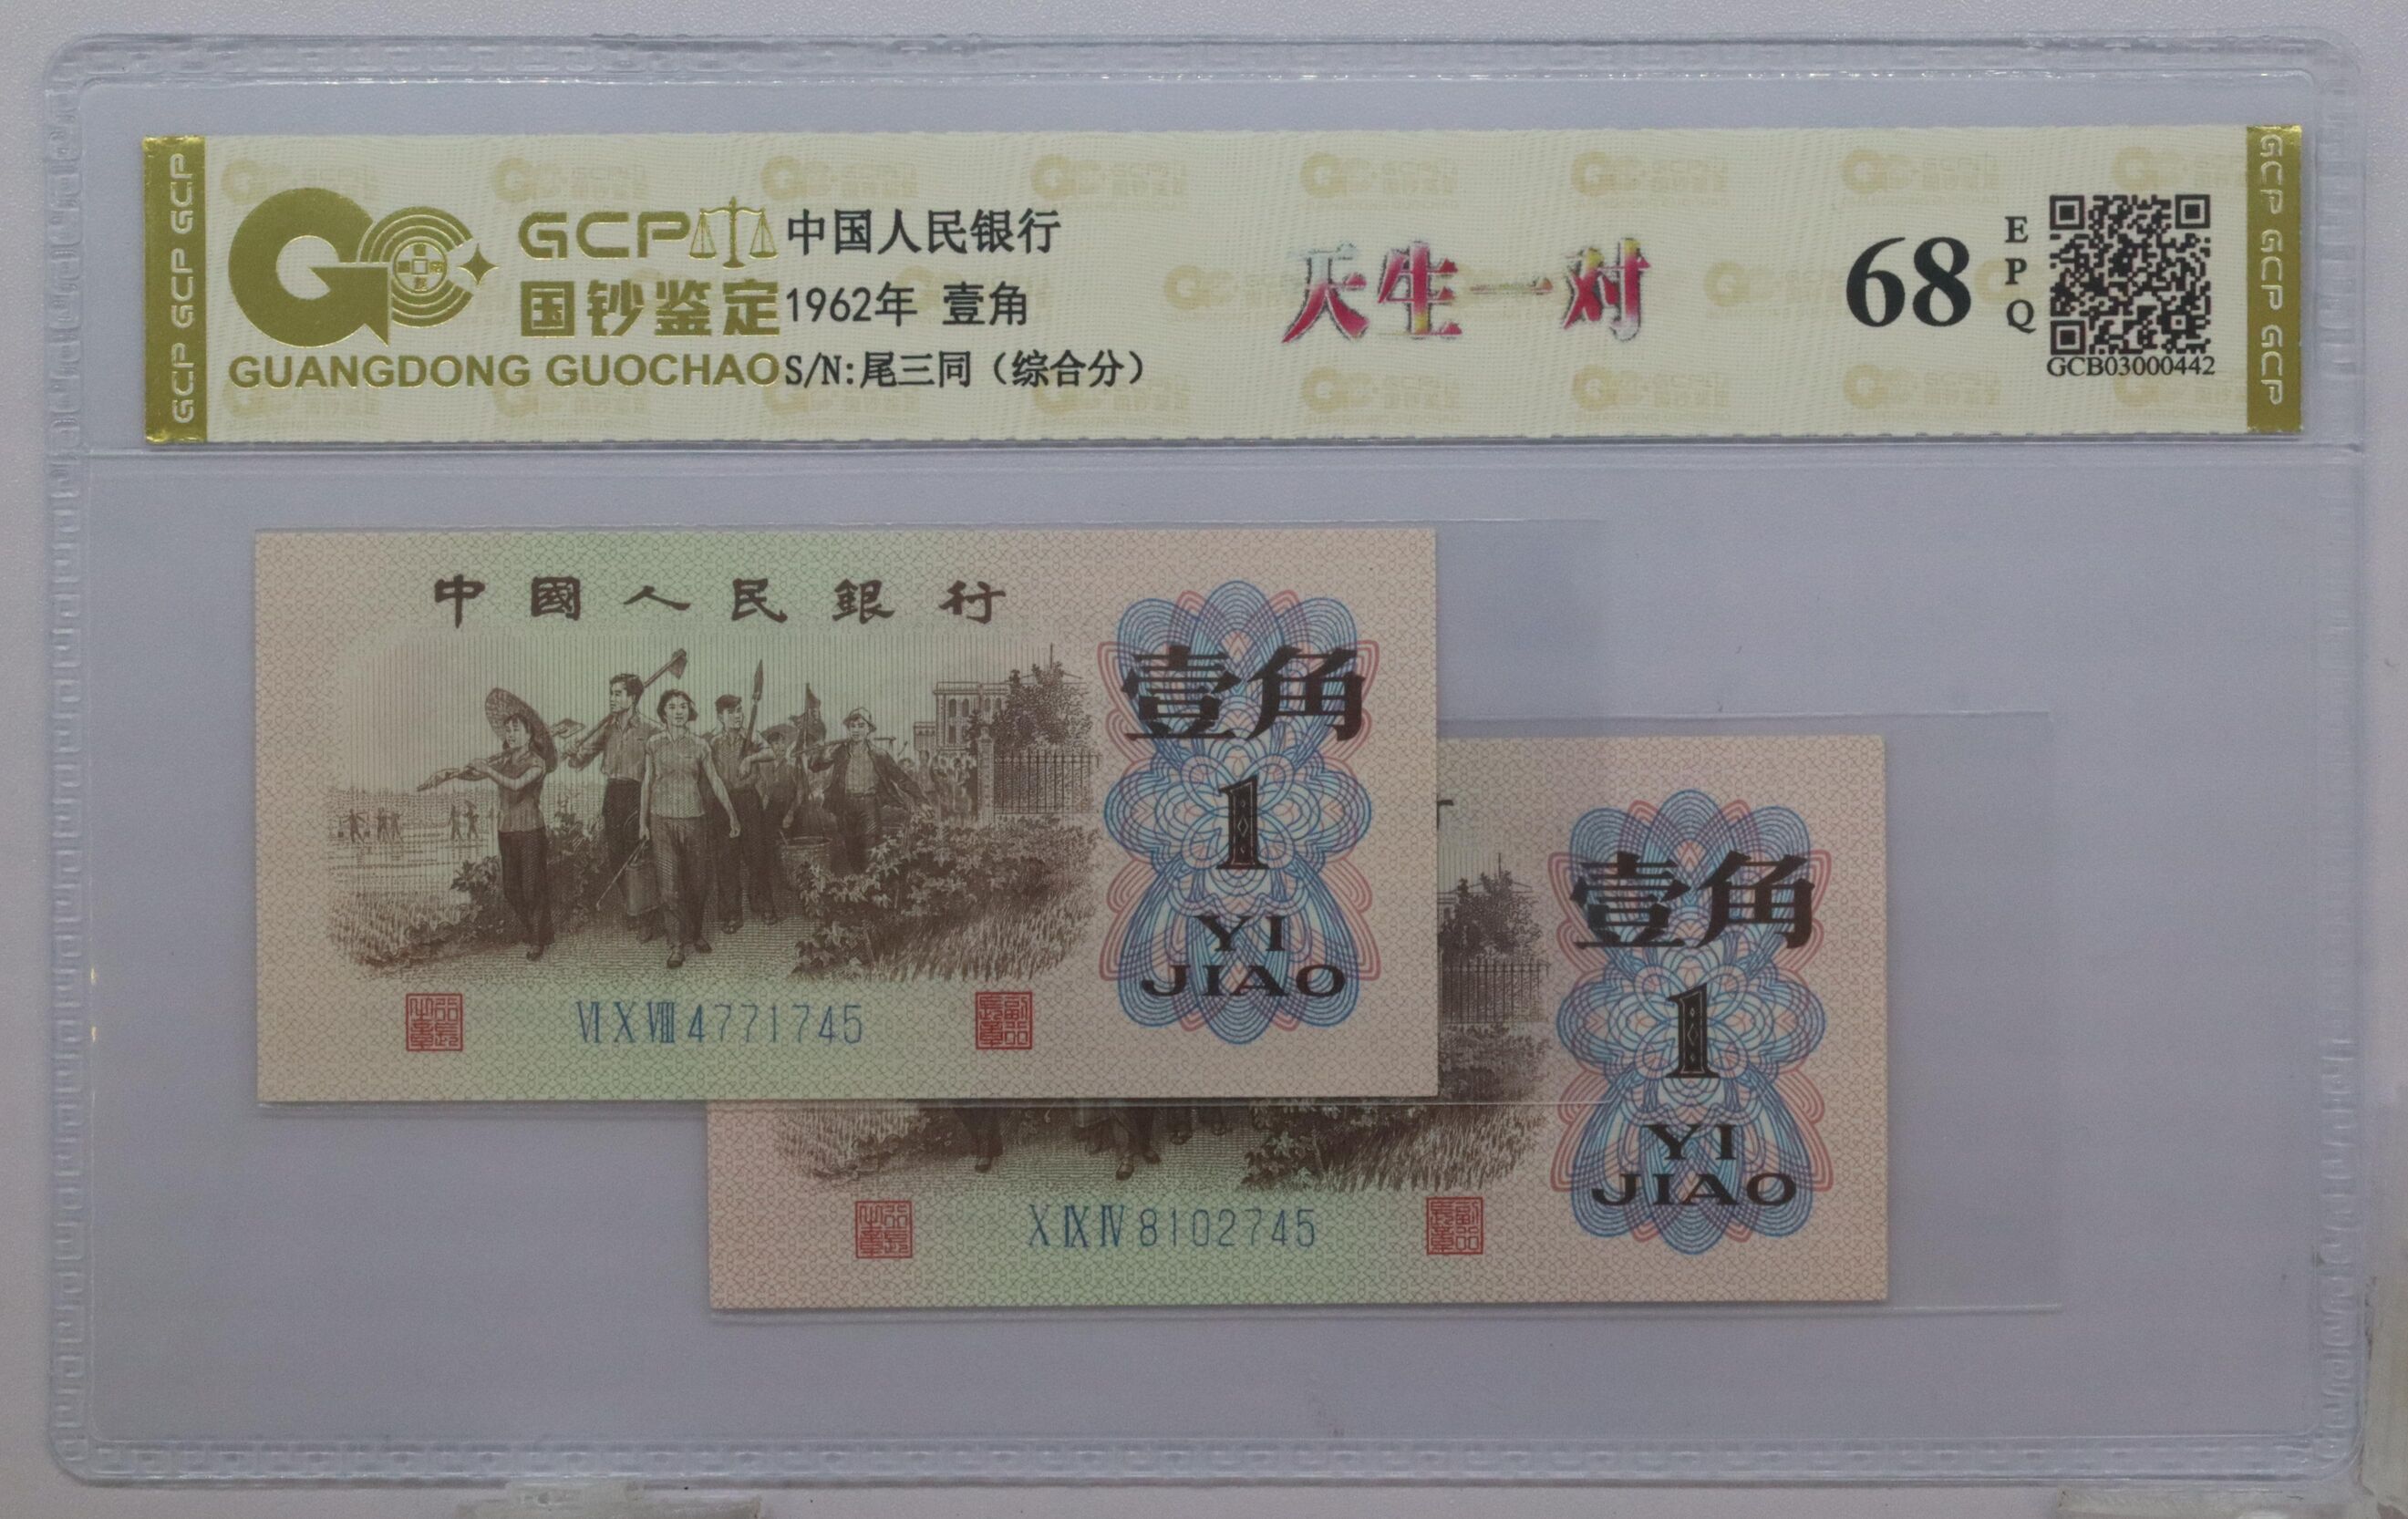 GCP GCP GCP
GCP
国钞鉴定
GUANGDONG GUOCHAO
中国人民银行
1962年 壹角
S/N:尾三同（综合分）
天生一对
68
EPQ
GCB03000442
GCP GCP GCP
中國人民銀行
壹角
1
YI
JIAO
ⅥⅩⅧ4771745
壹角
1
YI
JIAO
ⅩⅨⅣ8102745